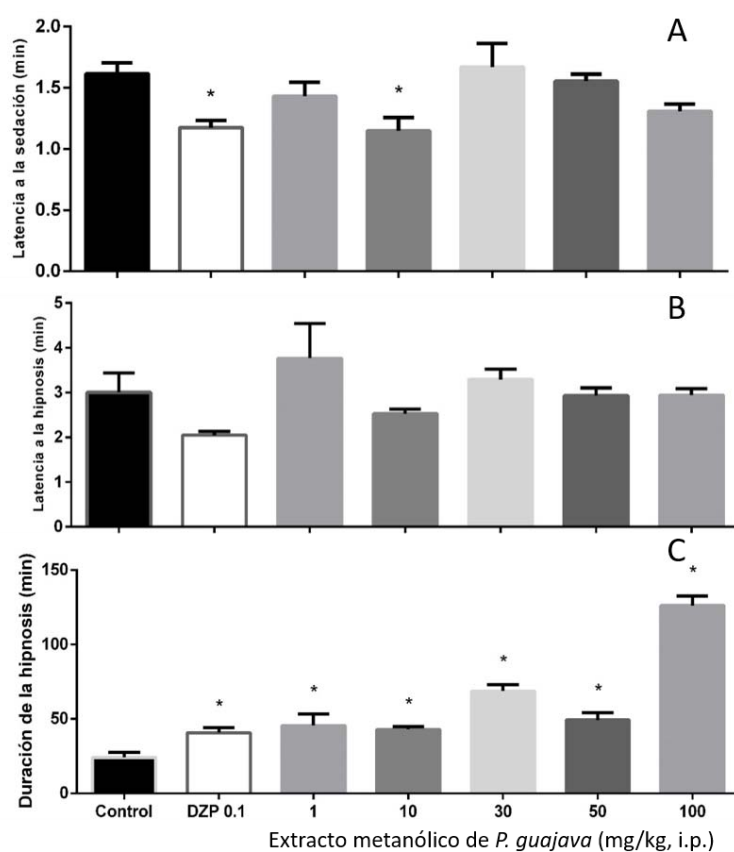 A
Latencia a la sedación (min)
2.0
1.5
1.0
0.5
0.0
*
*
B
Latencia a la hipnosis (min)
5
4
3
2
1
0
C
Duración de la hipnosis (min)
150
100
50
0
*
*
*
*
*
*
Control DZP 0.1 1 10 30 50 100
Extracto metanólico de P. guajava (mg/kg, i.p.)